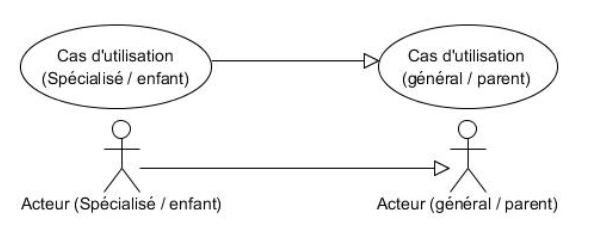 Cas d'utilisation
(Spécialisé / enfant)
Cas d'utilisation
(général / parent)
Acteur (Spécialisé / enfant)
Acteur (général / parent)